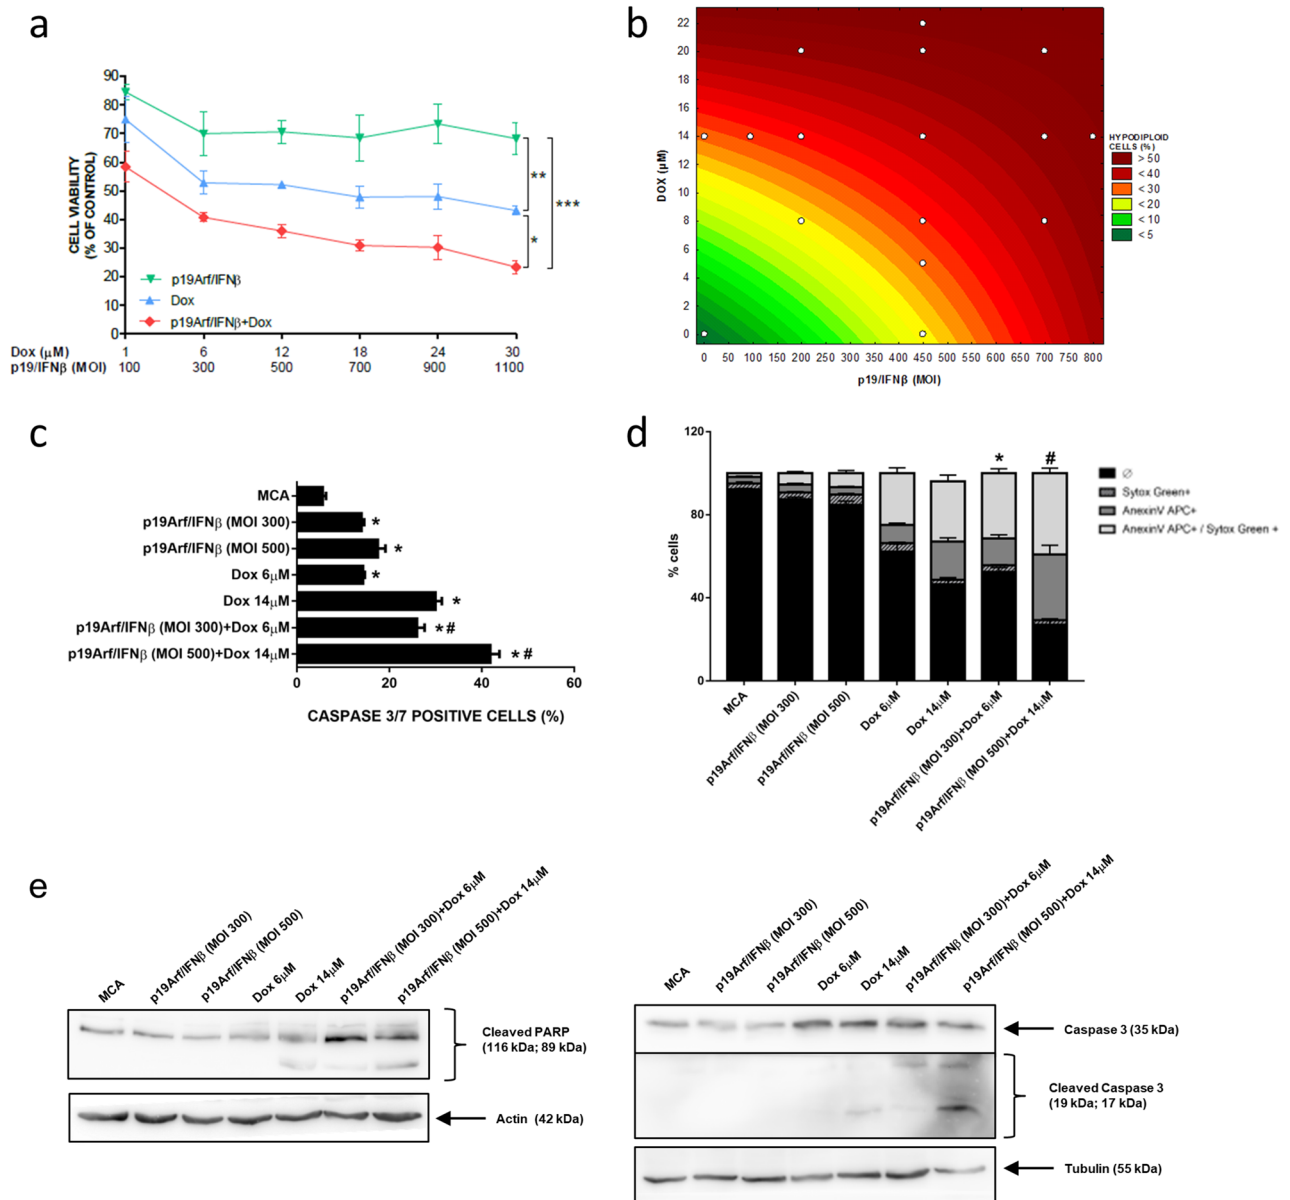 a
90
80
70
60
50
40
30
20
10
0
CELL VIABILITY
(% OF CONTROL)
p19Arf/IFNβ
Dox
p19Arf/IFNβ+Dox
**
***
*
Dox (µM) 1 6 12 18 24 30
p19/IFNβ (MOI) 100 300 500 700 900 1100
b
22
20
18
16
14
12
10
8
6
4
2
0
DOX (µM)
0 50 100 150 200 250 300 350 400 450 500 550 600 650 700 750 800
p19/IFNβ (MOI)
HYPODIPLOID
CELLS (%)
> 50
< 40
< 30
< 20
< 10
< 5
c
MCA
p19Arf/IFNβ (MOI 300) *
p19Arf/IFNβ (MOI 500) *
Dox 6µM *
Dox 14µM *
p19Arf/IFNβ (MOI 300)+Dox 6µM *#
p19Arf/IFNβ (MOI 500)+Dox 14µM *#
0 20 40 60
CASPASE 3/7 POSITIVE CELLS (%)
d
120
80
40
0
% cells
* #
Ø
Sytox Green+
AnexinV APC+
AnexinV APC+ / Sytox Green +
MCA
p19Arf/IFNβ (MOI 300)
p19Arf/IFNβ (MOI 500)
Dox 6µM
Dox 14µM
p19Arf/IFNβ (MOI 300)+Dox 6µM
p19Arf/IFNβ (MOI 500)+Dox 14µM
e
MCA
p19Arf/IFNβ (MOI 300)
p19Arf/IFNβ (MOI 500)
Dox 6µM
Dox 14µM
p19Arf/IFNβ (MOI 300)+Dox 6µM
p19Arf/IFNβ (MOI 500)+Dox 14µM
Cleaved PARP
(116 kDa; 89 kDa)
Actin (42 kDa)
MCA
p19Arf/IFNβ (MOI 300)
p19Arf/IFNβ (MOI 500)
Dox 6µM
Dox 14µM
p19Arf/IFNβ (MOI 300)+Dox 6µM
p19Arf/IFNβ (MOI 500)+Dox 14µM
Caspase 3 (35 kDa)
Cleaved Caspase 3
(19 kDa; 17 kDa)
Tubulin (55 kDa)